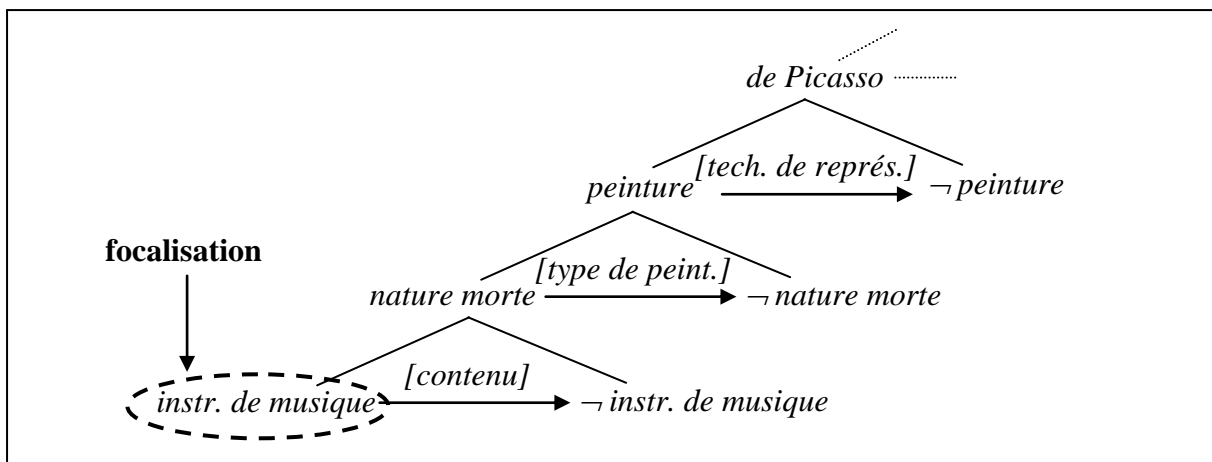 de Picasso
[tech. de représ.]
peinture ¬ peinture
focalisation
[type de peint.]
nature morte ¬ nature morte
[contenu]
instr. de musique ¬ instr. de musique